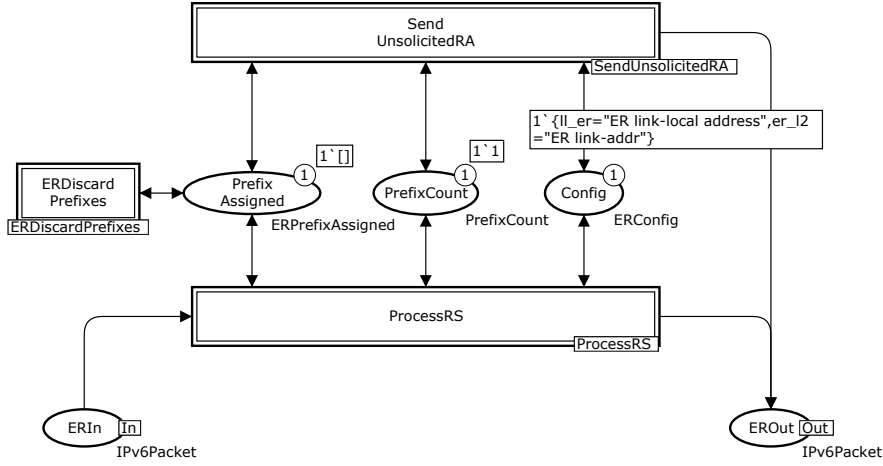 Send
UnsolicitedRA
SendUnsolicitedRA
1`{ll_er="ER link-local address",er_l2
="ER link-addr"}
1`[]
1`1
ERDiscard
Prefixes
ERDiscardPrefixes
Prefix
Assigned
1
ERPrefixAssigned
PrefixCount
1
PrefixCount
Config
1
ERConfig
ProcessRS
ProcessRS
ERIn
In
IPv6Packet
EROut
Out
IPv6Packet